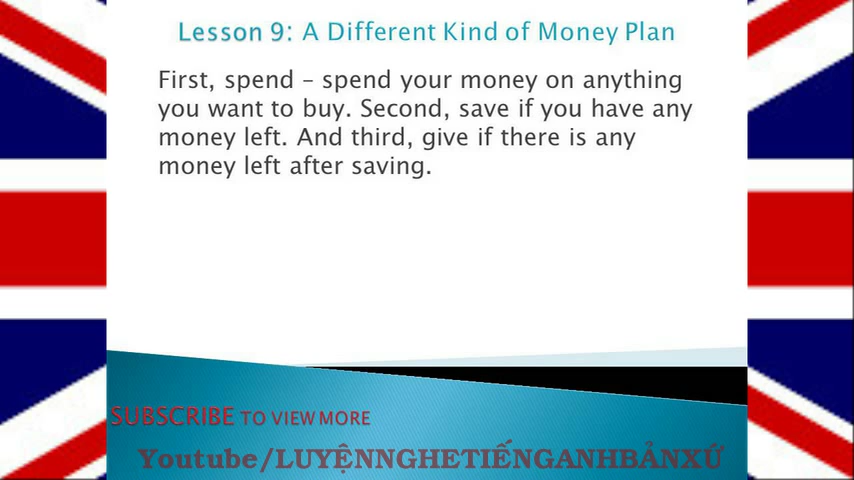 Lesson 9: A Different Kind of Money Plan
First, spend – spend your money on anything
you want to buy. Second, save if you have any
money left. And third, give if there is any
money left after saving.
SUBSCRIBE TO VIEW MORE
Youtube/LUYỆNNGHETIẾNGANHBẢNXỨ